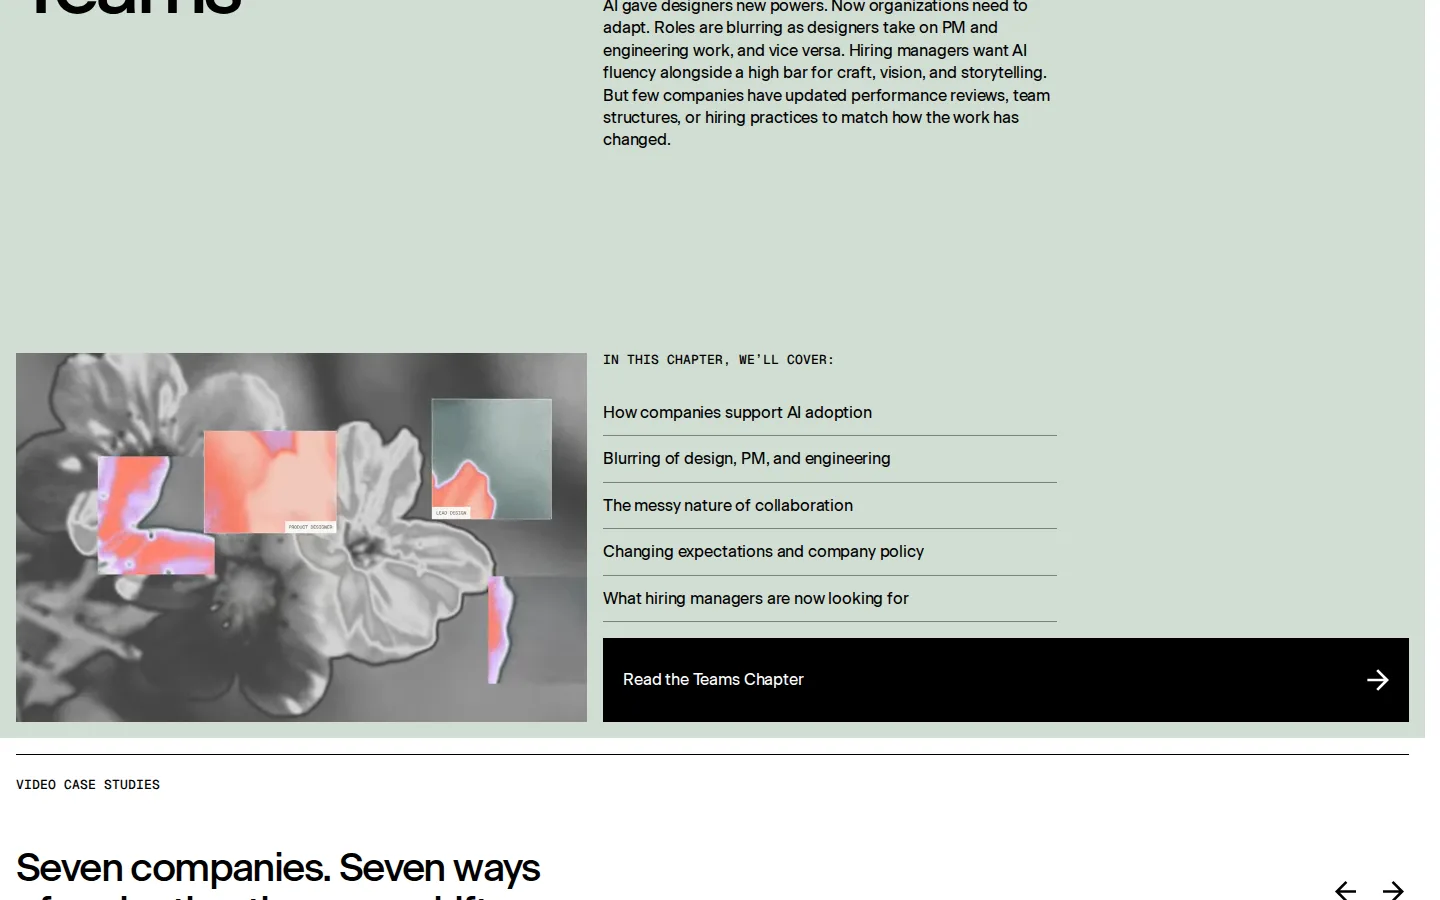 Teams
AI gave designers new powers. Now organizations need to
adapt. Roles are blurring as designers take on PM and
engineering work, and vice versa. Hiring managers want AI
fluency alongside a high bar for craft, vision, and storytelling.
But few companies have updated performance reviews, team
structures, or hiring practices to match how the work has
changed.
IN THIS CHAPTER, WE’LL COVER:
How companies support AI adoption
Blurring of design, PM, and engineering
The messy nature of collaboration
Changing expectations and company policy
What hiring managers are now looking for
PRODUCT DESIGNER
LEAD DESIGN
Read the Teams Chapter
VIDEO CASE STUDIES
Seven companies. Seven ways